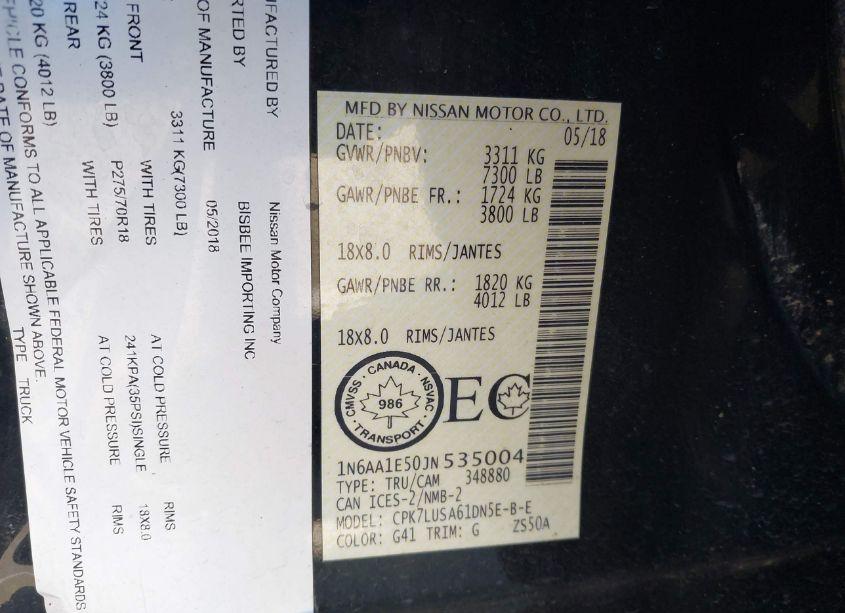 MFD BY NISSAN MOTOR CO., LTD.
DATE: 05/18
GVWR/PNBV: 3311 KG
7300 LB
GAWR/PNBE FR.: 1724 KG
3800 LB
18X8.0 RIMS/JANTES
GAWR/PNBE RR.: 1820 KG
4012 LB
18X8.0 RIMS/JANTES
CANADA · NSVAC · TRANSPORT · CMVSS
986
EC
1N6AA1E50JN535004
TYPE: TRU/CAM 348880
CAN ICES-2/NMB-2
MODEL: CPK7LUSA61DN5E-B-E
COLOR: G41 TRIM: G ZS50A
UFACTURED BY Nissan Motor Company
RTED BY BISBEE IMPORTING INC
OF MANUFACTURE 05/2018
3311 KG(7300 LB)
FRONT WITH TIRES AT COLD PRESSURE RIMS
24 KG (3800 LB) P275/70R18 241KPA(35PSI)SINGLE 18X8.0
REAR WITH TIRES AT COLD PRESSURE RIMS
20 KG (4012 LB)
VEHICLE CONFORMS TO ALL APPLICABLE FEDERAL MOTOR VEHICLE SAFETY STANDARDS
DATE OF MANUFACTURE SHOWN ABOVE.
TYPE TRUCK